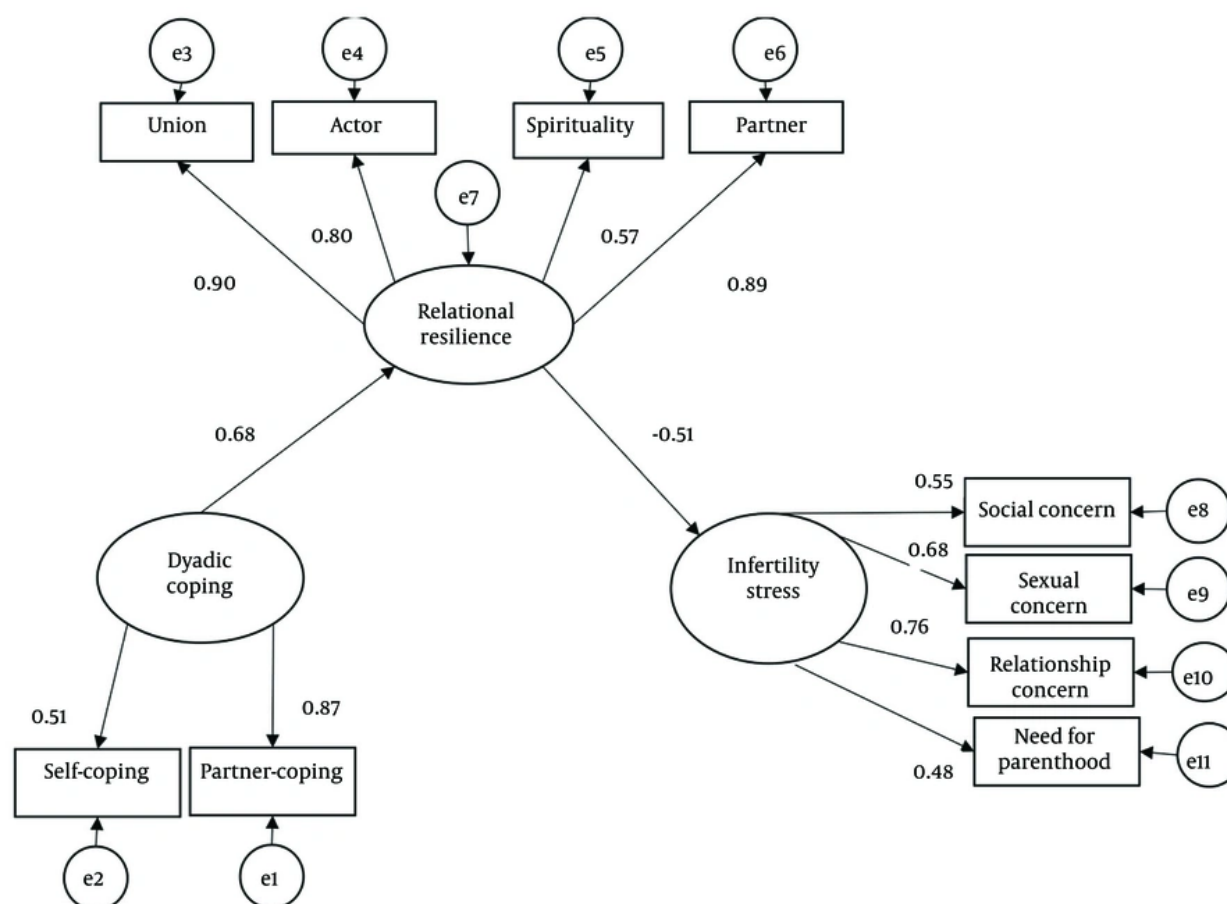 e3
e4
e5
e6
Union
Actor
Spirituality
Partner
e7
0.80
0.57
0.90
0.89
Relational
resilience
0.68
-0.51
0.55
Social concern
e8
Dyadic
coping
Infertility
stress
0.68
Sexual
concern
e9
0.76
Relationship
concern
e10
0.51
0.87
Need for
parenthood
e11
0.48
Self-coping
Partner-coping
e2
e1